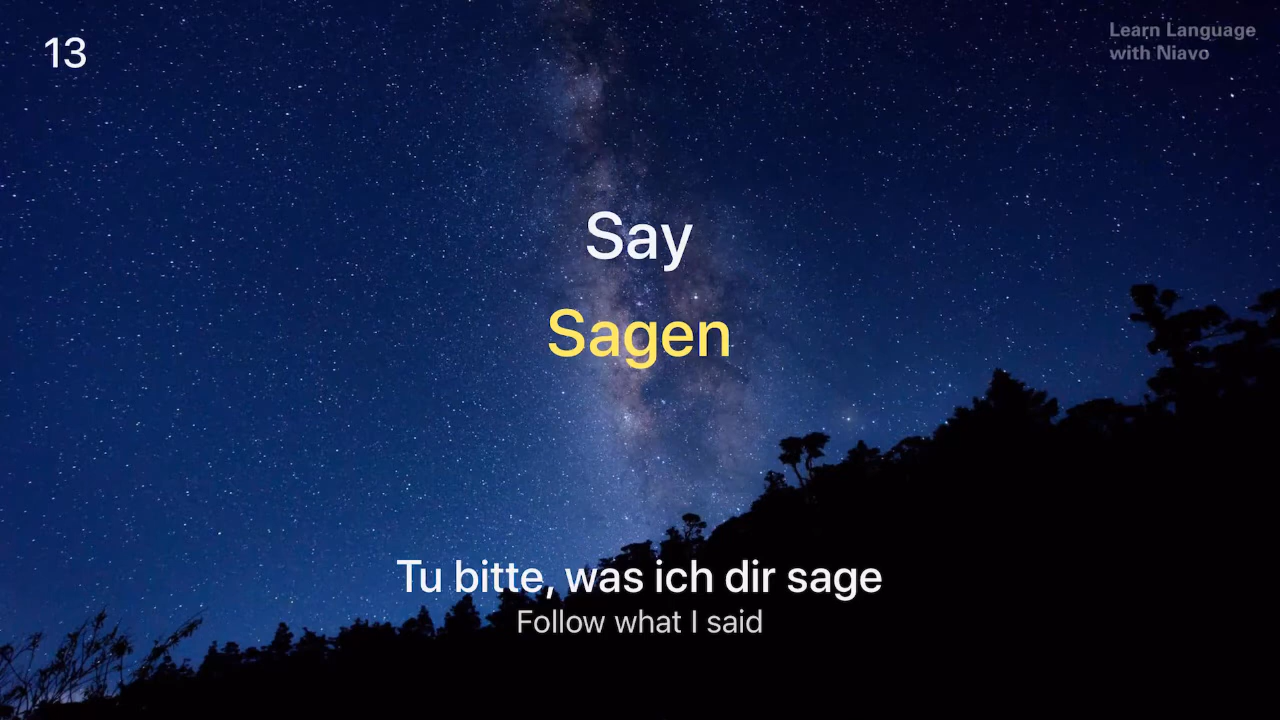 13
Learn Language
with Niavo
Say
Sagen
Tu bitte, was ich dir sage
Follow what I said